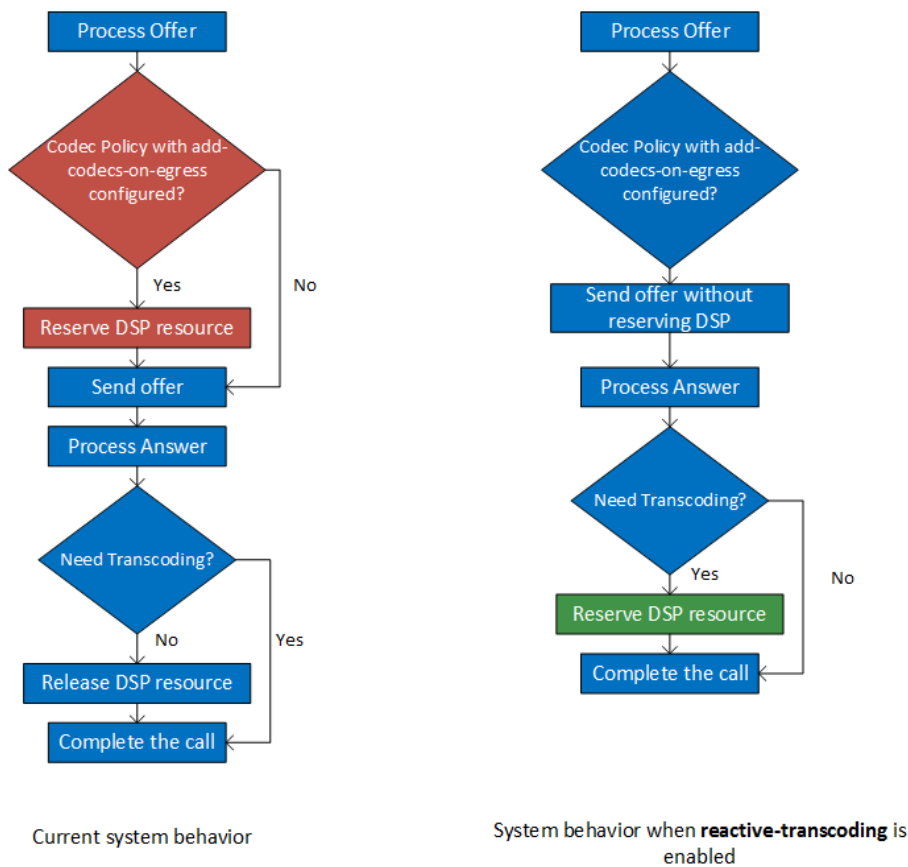 Process Offer
Codec Policy with add-
codecs-on-egress
configured?
Yes
No
Reserve DSP resource
Send offer
Process Answer
Need Transcoding?
No
Yes
Release DSP resource
Complete the call
Current system behavior
Process Offer
Codec Policy with add-
codecs-on-egress
configured?
Send offer without
reserving DSP
Process Answer
Need Transcoding?
Yes
No
Reserve DSP resource
Complete the call
System behavior when reactive-transcoding is
enabled